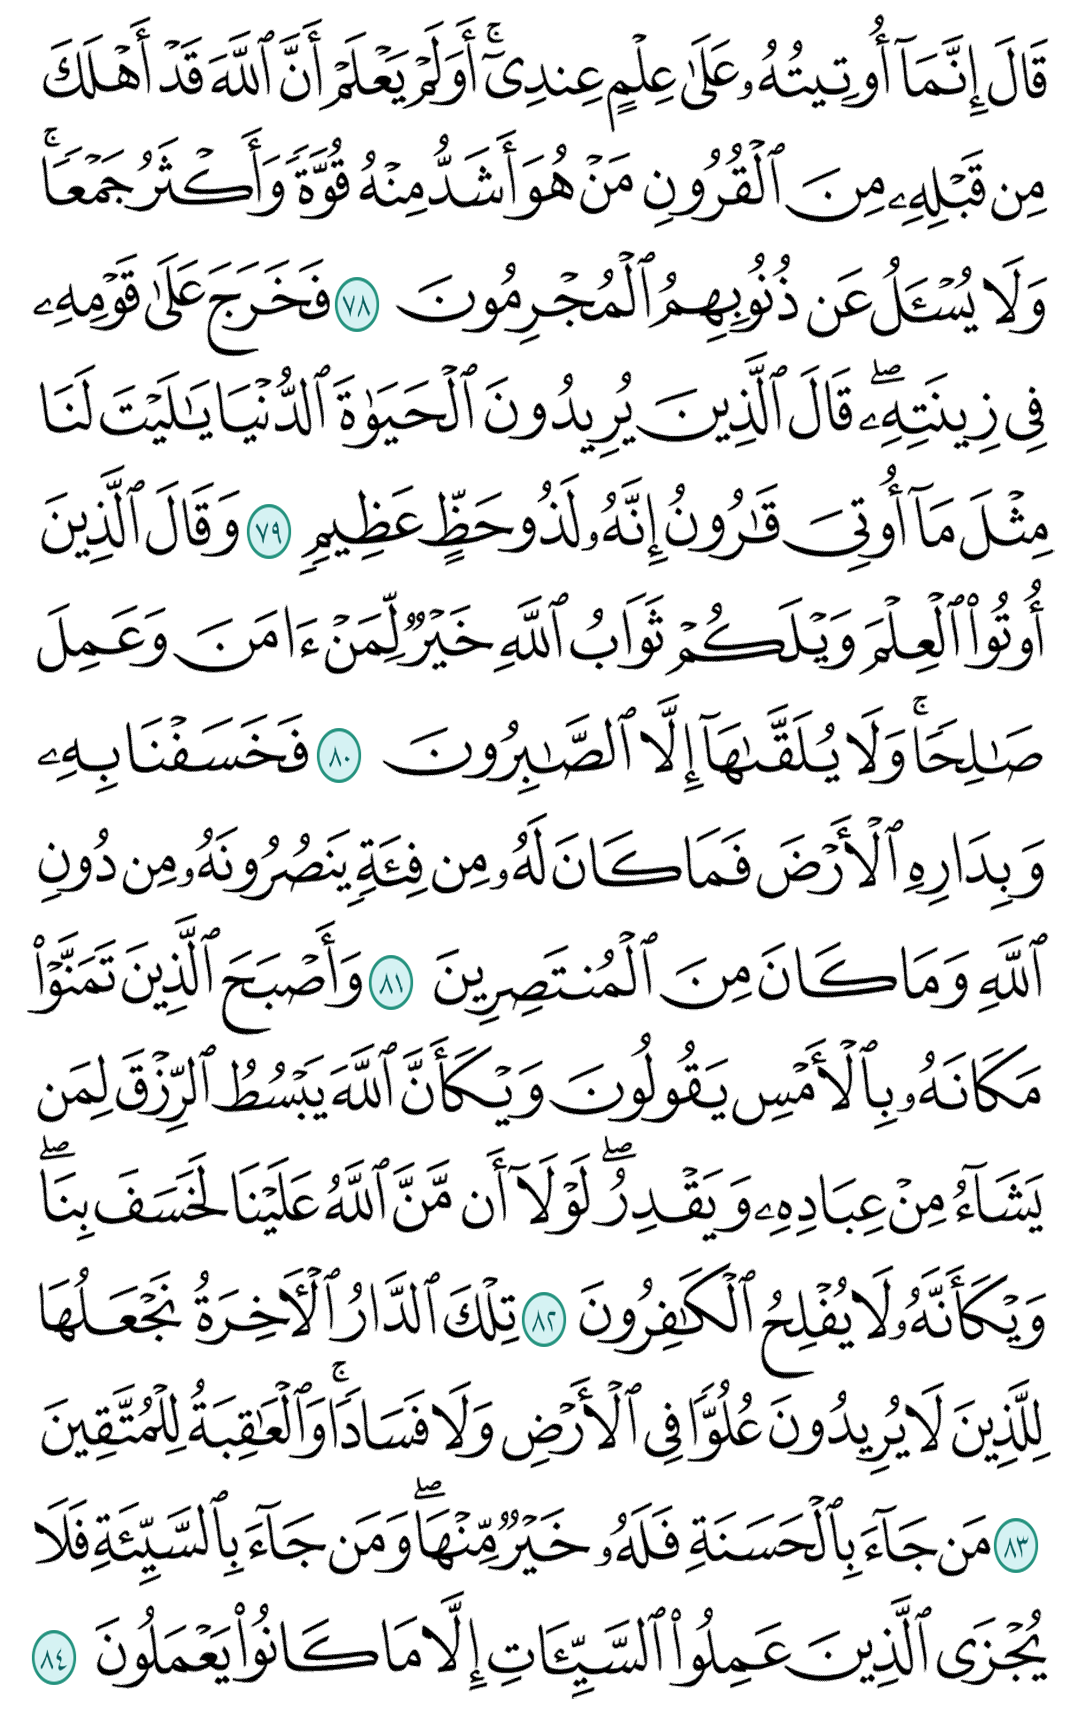 قَالَ إِنَّمَآ أُوتِيتُهُۥ عَلَىٰ عِلْمٍ عِندِىٓ ۚ أَوَلَمْ يَعْلَمْ أَنَّ ٱللَّهَ قَدْ أَهْلَكَ
مِن قَبْلِهِۦ مِنَ ٱلْقُرُونِ مَنْ هُوَ أَشَدُّ مِنْهُ قُوَّةً وَأَكْثَرُ جَمْعًا ۚ
وَلَا يُسْـَٔلُ عَن ذُنُوبِهِمُ ٱلْمُجْرِمُونَ ٧٨ فَخَرَجَ عَلَىٰ قَوْمِهِۦ
فِى زِينَتِهِۦ ۖ قَالَ ٱلَّذِينَ يُرِيدُونَ ٱلْحَيَوٰةَ ٱلدُّنْيَا يَـٰلَيْتَ لَنَا
مِثْلَ مَآ أُوتِىَ قَـٰرُونُ إِنَّهُۥ لَذُو حَظٍّ عَظِيمٍ ٧٩ وَقَالَ ٱلَّذِينَ
أُوتُوا۟ ٱلْعِلْمَ وَيْلَكُمْ ثَوَابُ ٱللَّهِ خَيْرٌ لِّمَنْ ءَامَنَ وَعَمِلَ
صَـٰلِحًا ۚ وَلَا يُلَقَّىٰهَآ إِلَّا ٱلصَّـٰبِرُونَ ٨٠ فَخَسَفْنَا بِهِۦ
وَبِدَارِهِ ٱلْأَرْضَ فَمَا كَانَ لَهُۥ مِن فِئَةٍ يَنصُرُونَهُۥ مِن دُونِ
ٱللَّهِ وَمَا كَانَ مِنَ ٱلْمُنتَصِرِينَ ٨١ وَأَصْبَحَ ٱلَّذِينَ تَمَنَّوْا۟
مَكَانَهُۥ بِٱلْأَمْسِ يَقُولُونَ وَيْكَأَنَّ ٱللَّهَ يَبْسُطُ ٱلرِّزْقَ لِمَن
يَشَآءُ مِنْ عِبَادِهِۦ وَيَقْدِرُ ۖ لَوْلَآ أَن مَّنَّ ٱللَّهُ عَلَيْنَا لَخَسَفَ بِنَا ۖ
وَيْكَأَنَّهُۥ لَا يُفْلِحُ ٱلْكَـٰفِرُونَ ٨٢ تِلْكَ ٱلدَّارُ ٱلْـَٔاخِرَةُ نَجْعَلُهَا
لِلَّذِينَ لَا يُرِيدُونَ عُلُوًّا فِى ٱلْأَرْضِ وَلَا فَسَادًا ۚ وَٱلْعَـٰقِبَةُ لِلْمُتَّقِينَ
٨٣ مَن جَآءَ بِٱلْحَسَنَةِ فَلَهُۥ خَيْرٌ مِّنْهَا ۖ وَمَن جَآءَ بِٱلسَّيِّئَةِ فَلَا
يُجْزَى ٱلَّذِينَ عَمِلُوا۟ ٱلسَّيِّـَٔاتِ إِلَّا مَا كَانُوا۟ يَعْمَلُونَ ٨٤